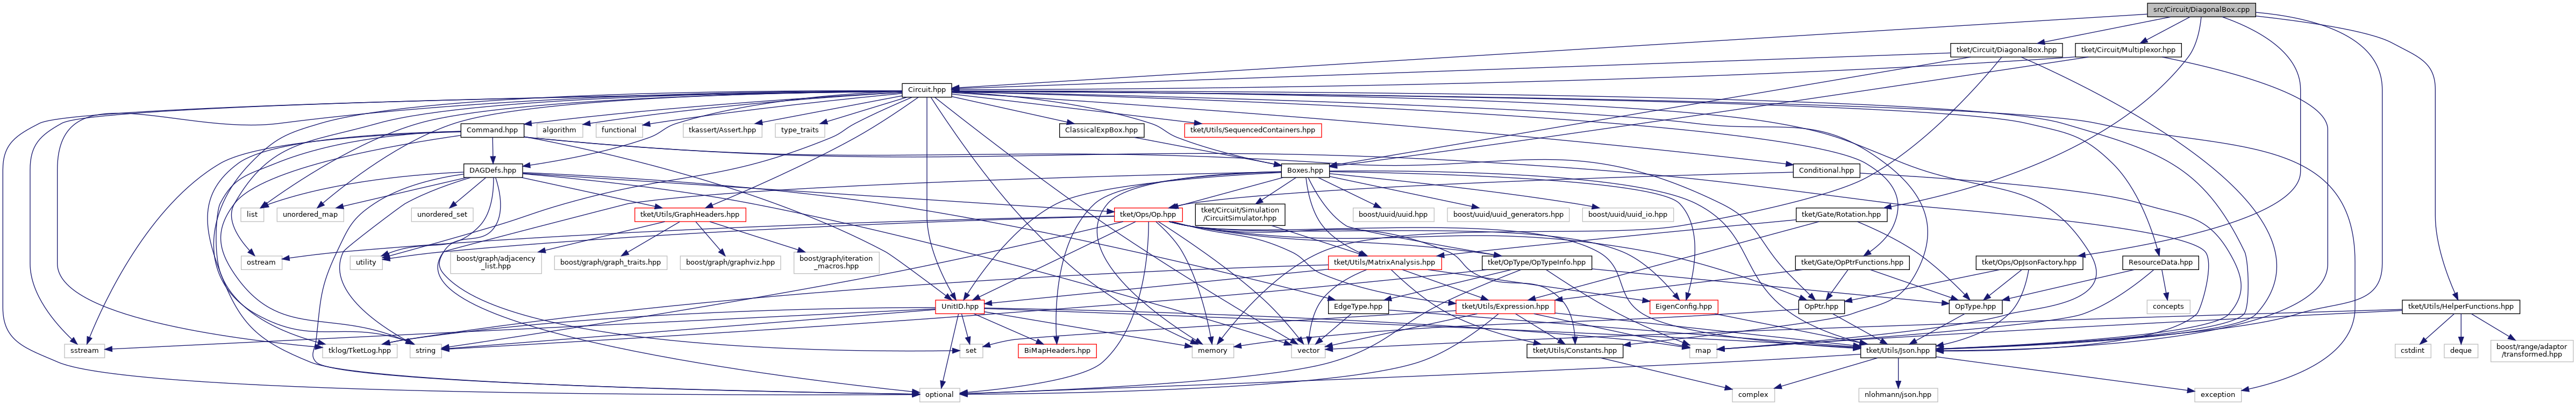 src/Circuit/DiagonalBox.cpp
tket/Circuit/DiagonalBox.hpp
tket/Circuit/Multiplexor.hpp
Circuit.hpp
Command.hpp
algorithm
functional
tkassert/Assert.hpp
type_traits
ClassicalExpBox.hpp
tket/Utils/SequencedContainers.hpp
DAGDefs.hpp
Boxes.hpp
Conditional.hpp
list
unordered_map
unordered_set
tket/Utils/GraphHeaders.hpp
tket/Ops/Op.hpp
tket/Circuit/Simulation
/CircuitSimulator.hpp
boost/uuid/uuid.hpp
boost/uuid/uuid_generators.hpp
boost/uuid/uuid_io.hpp
tket/Gate/Rotation.hpp
ostream
utility
boost/graph/adjacency
_list.hpp
boost/graph/graph_traits.hpp
boost/graph/graphviz.hpp
boost/graph/iteration
_macros.hpp
tket/Utils/MatrixAnalysis.hpp
tket/OpType/OpTypeInfo.hpp
tket/Gate/OpPtrFunctions.hpp
tket/Ops/OpJsonFactory.hpp
ResourceData.hpp
UnitID.hpp
EdgeType.hpp
tket/Utils/Expression.hpp
EigenConfig.hpp
OpPtr.hpp
OpType.hpp
concepts
tket/Utils/HelperFunctions.hpp
sstream
tklog/TketLog.hpp
string
set
BiMapHeaders.hpp
memory
vector
tket/Utils/Constants.hpp
map
tket/Utils/Json.hpp
cstdint
deque
boost/range/adaptor
/transformed.hpp
optional
complex
nlohmann/json.hpp
exception